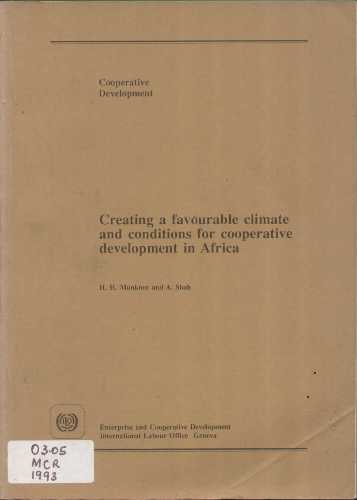 Cooperative
Development
Creating a favourable climate
and conditions for cooperative
development in Africa
H. H. Münkner and A. Shah
Enterprise and Cooperative Development
International Labour Office Geneva
03.05
MCR
1993